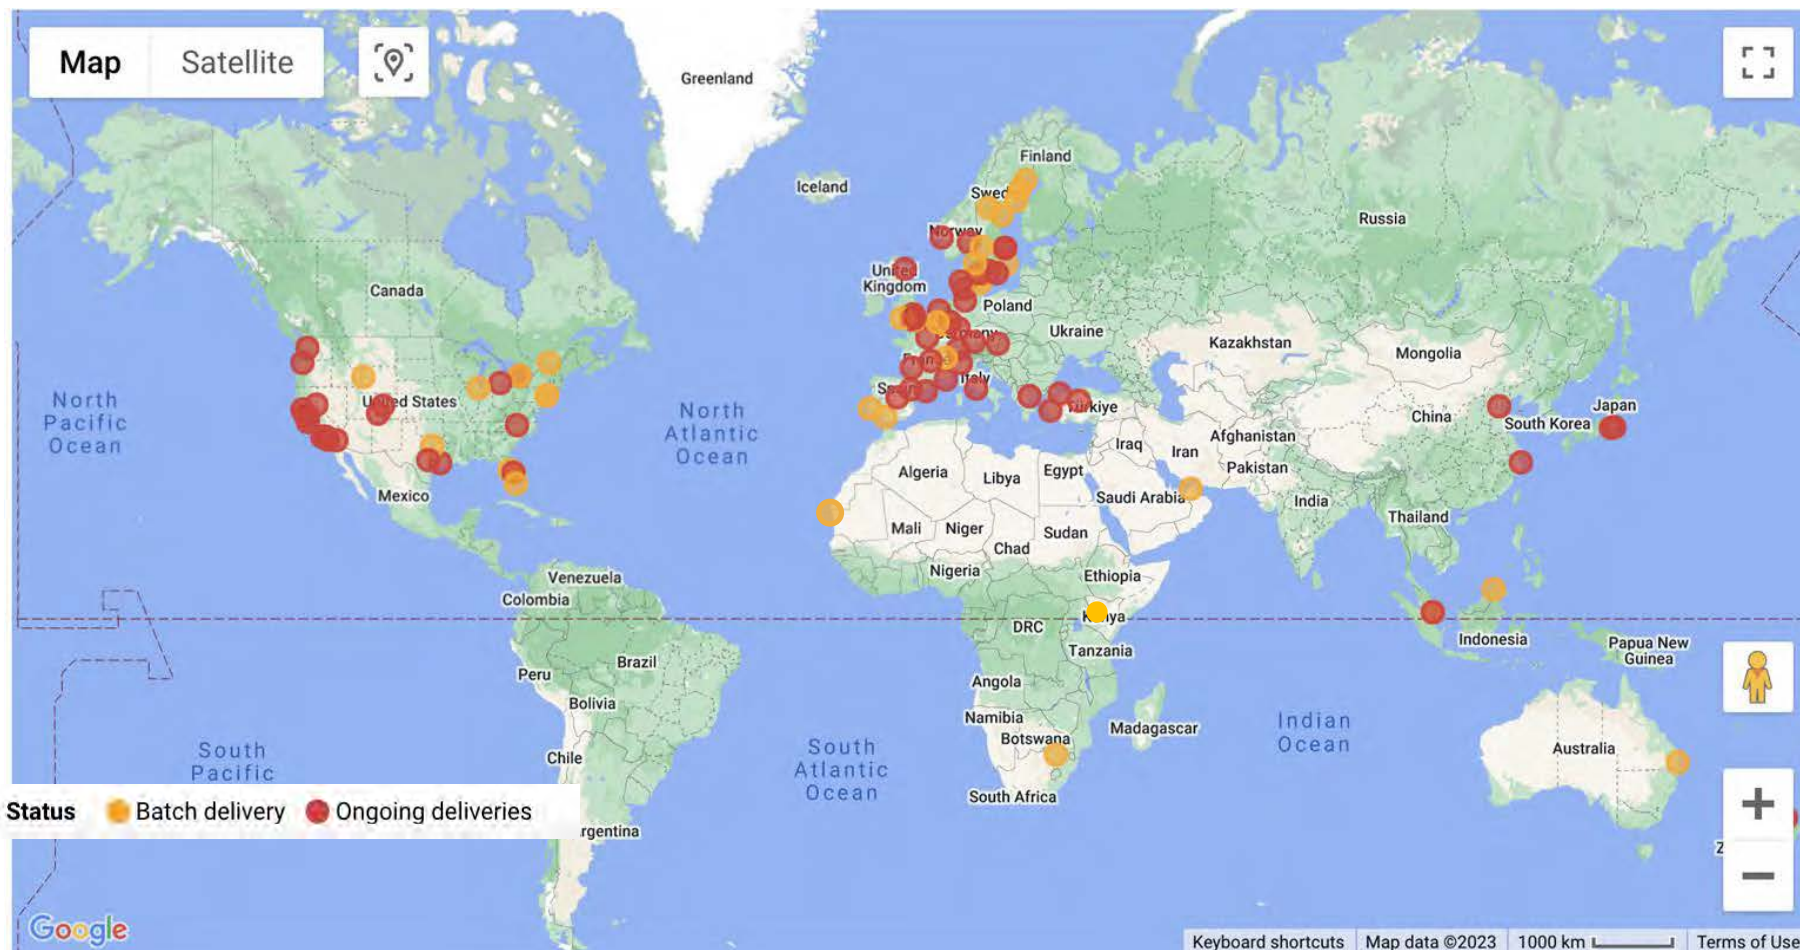 Map
Satellite
Greenland
Finland
Iceland
Swed
Russia
Norway
United
Kingdom
Canada
Poland
Ukraine
Kazakhstan
Mongolia
Italy
United States
Türkiye
North
Pacific
Ocean
North
Atlantic
Ocean
China
Japan
South Korea
Afghanistan
Iraq
Iran
Pakistan
Algeria
Libya
Egypt
Saudi Arabia
India
Mexico
Thailand
Mali
Niger
Sudan
Chad
Nigeria
Ethiopia
Venezuela
Colombia
Kenya
DRC
Indonesia
Papua New
Guinea
Tanzania
Brazil
Peru
Angola
Bolivia
Namibia
Madagascar
Indian
Ocean
Botswana
South
Pacific
South
Atlantic
Ocean
Australia
Chile
South Africa
Status
Batch delivery
Ongoing deliveries
rgentina
Z
Google
Keyboard shortcuts
Map data ©2023
1000 km
Terms of Use